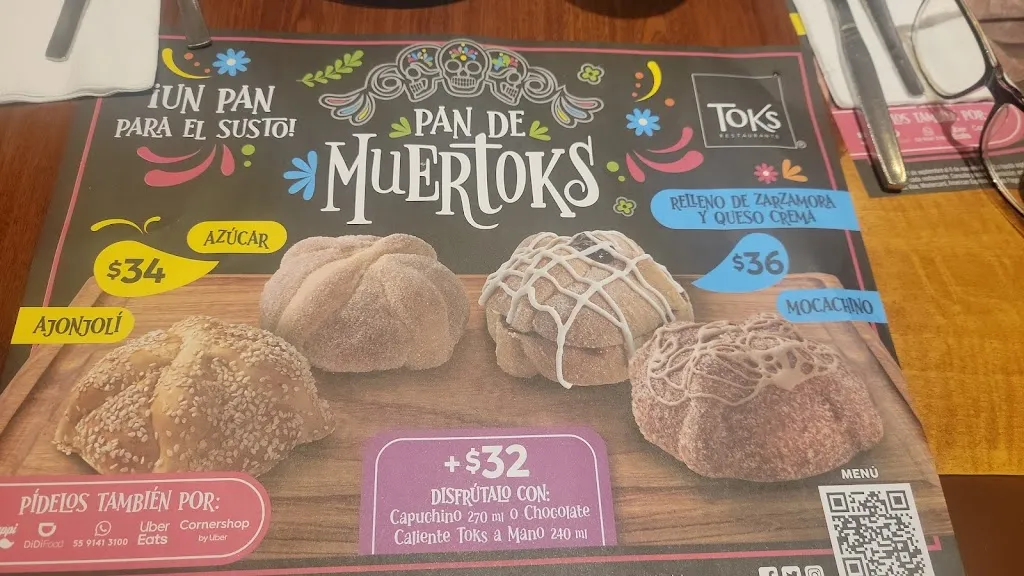 ¡UN PAN
PARA EL SUSTO!
PAN DE
MUERTOKS
TOKS
RESTAURANTE
®
RELLENO DE ZARZAMORA
Y QUESO CREMA
AZÚCAR
$34
$36
AJONJOLÍ
MOCACHINO
+$32
DISFRÚTALO CON:
Capuchino 270 ml o Chocolate
Caliente Toks a Mano 240 ml
PÍDELOS TAMBIÉN POR:
DiDi Food
55 9141 3100
Uber Eats
Cornershop
by Uber
MENÚ